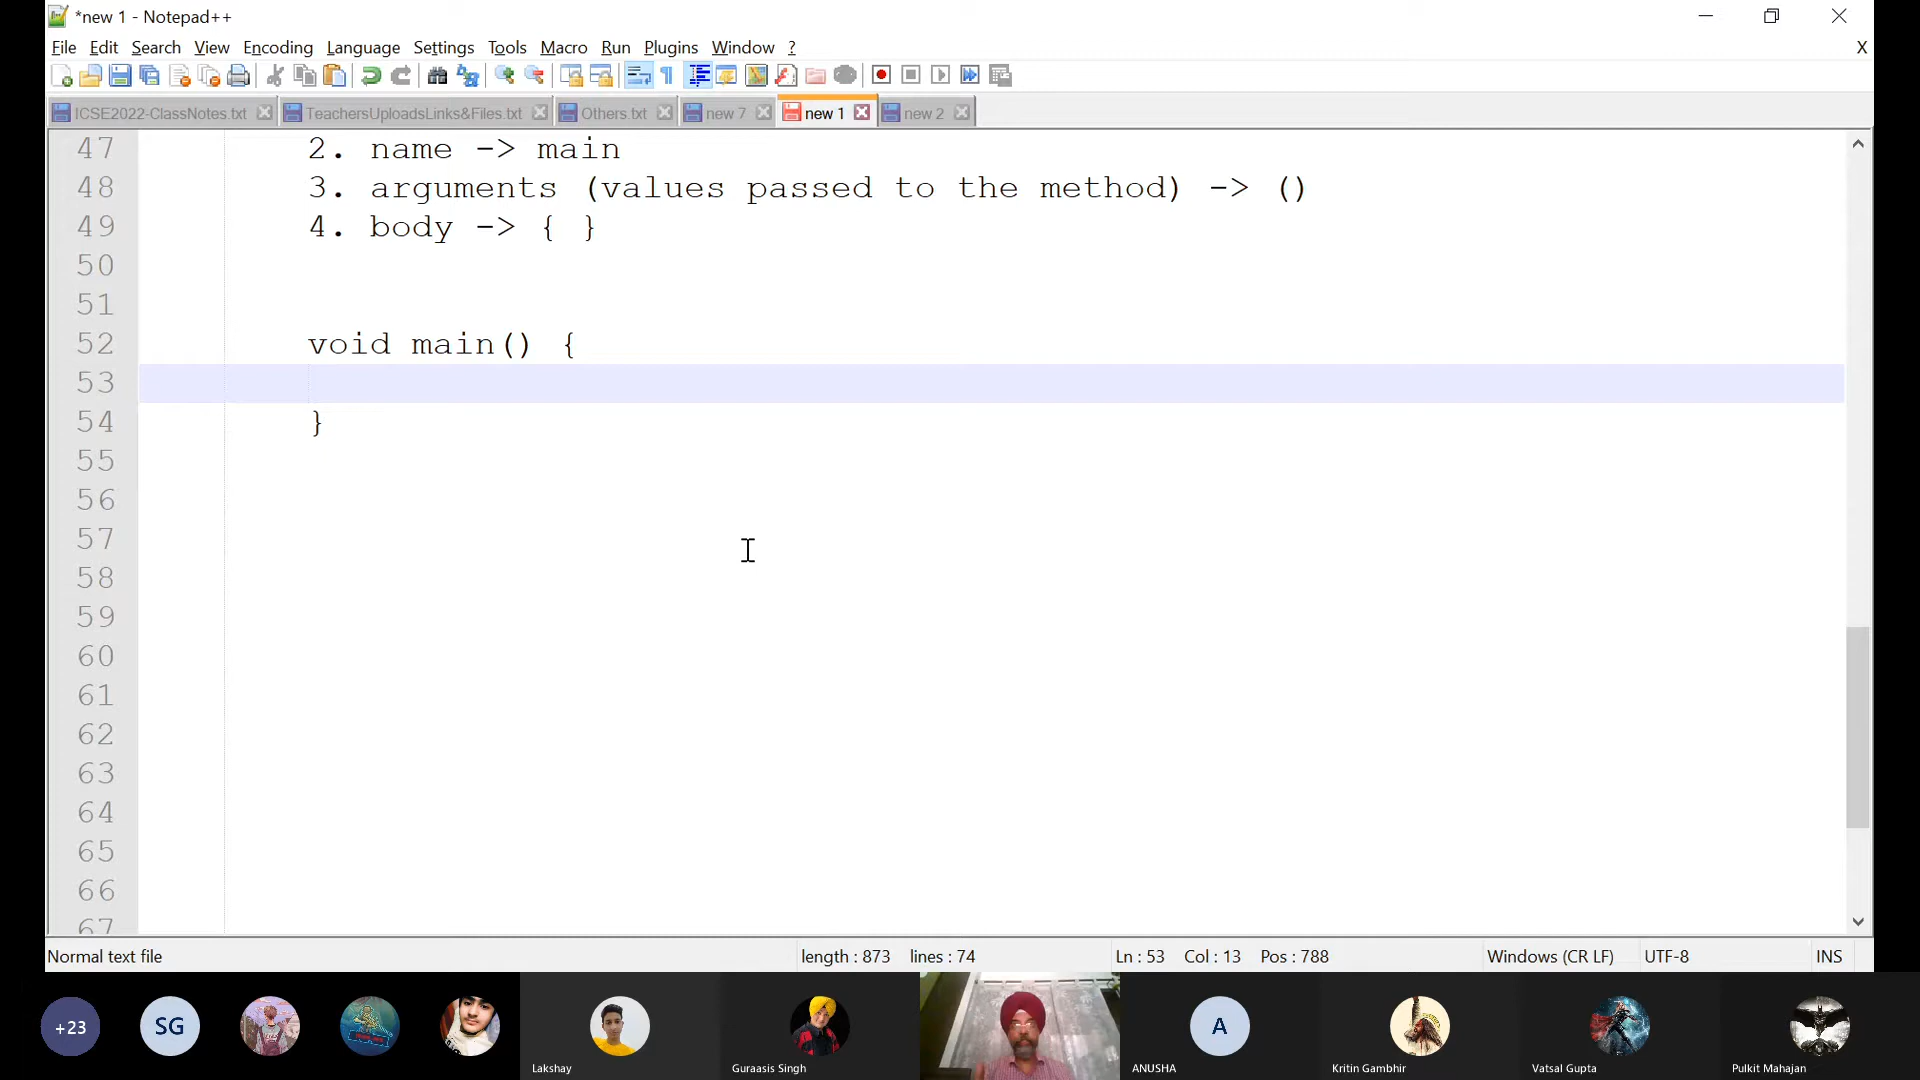 *new 1 - Notepad++
File Edit Search View Encoding Language Settings Tools Macro Run Plugins Window ? X
ICSE2022-ClassNotes.txt TeachersUploadsLinks&Files.txt Others.txt new 7 new 1 new 2
47 2. name -> main
48 3. arguments (values passed to the method) -> ()
49 4. body -> { }
50
51
52 void main() {
53
54 }
55
56
57
58
59
60
61
62
63
64
65
66
67
Normal text file length : 873 lines : 74 Ln : 53 Col : 13 Pos : 788 Windows (CR LF) UTF-8 INS
+23 SG A
Lakshay Guraasis Singh ANUSHA Kritin Gambhir Vatsal Gupta Pulkit Mahajan